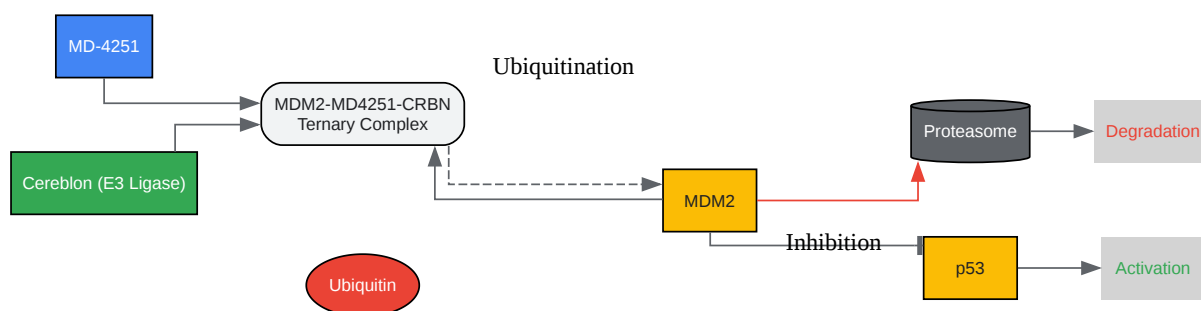 MD-4251
Ubiquitination
MDM2-MD4251-CRBN
Ternary Complex
Proteasome
Degradation
Cereblon (E3 Ligase)
MDM2
Inhibition
p53
Activation
Ubiquitin